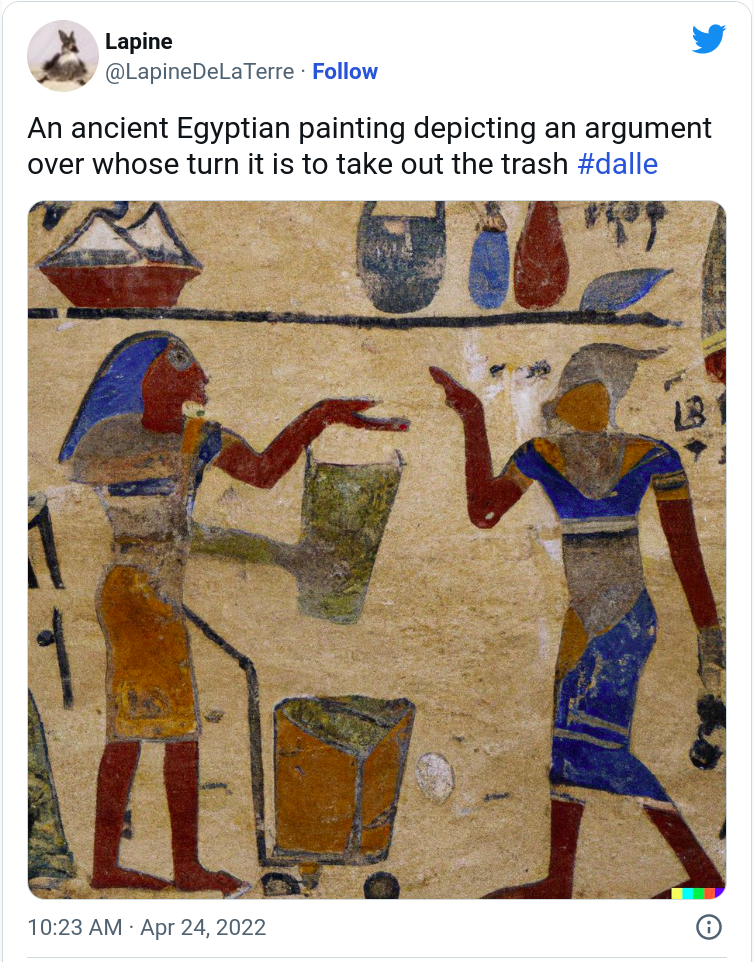 Lapine
@LapineDeLaTerre · Follow
An ancient Egyptian painting depicting an argument
over whose turn it is to take out the trash #dalle
10:23 AM · Apr 24, 2022